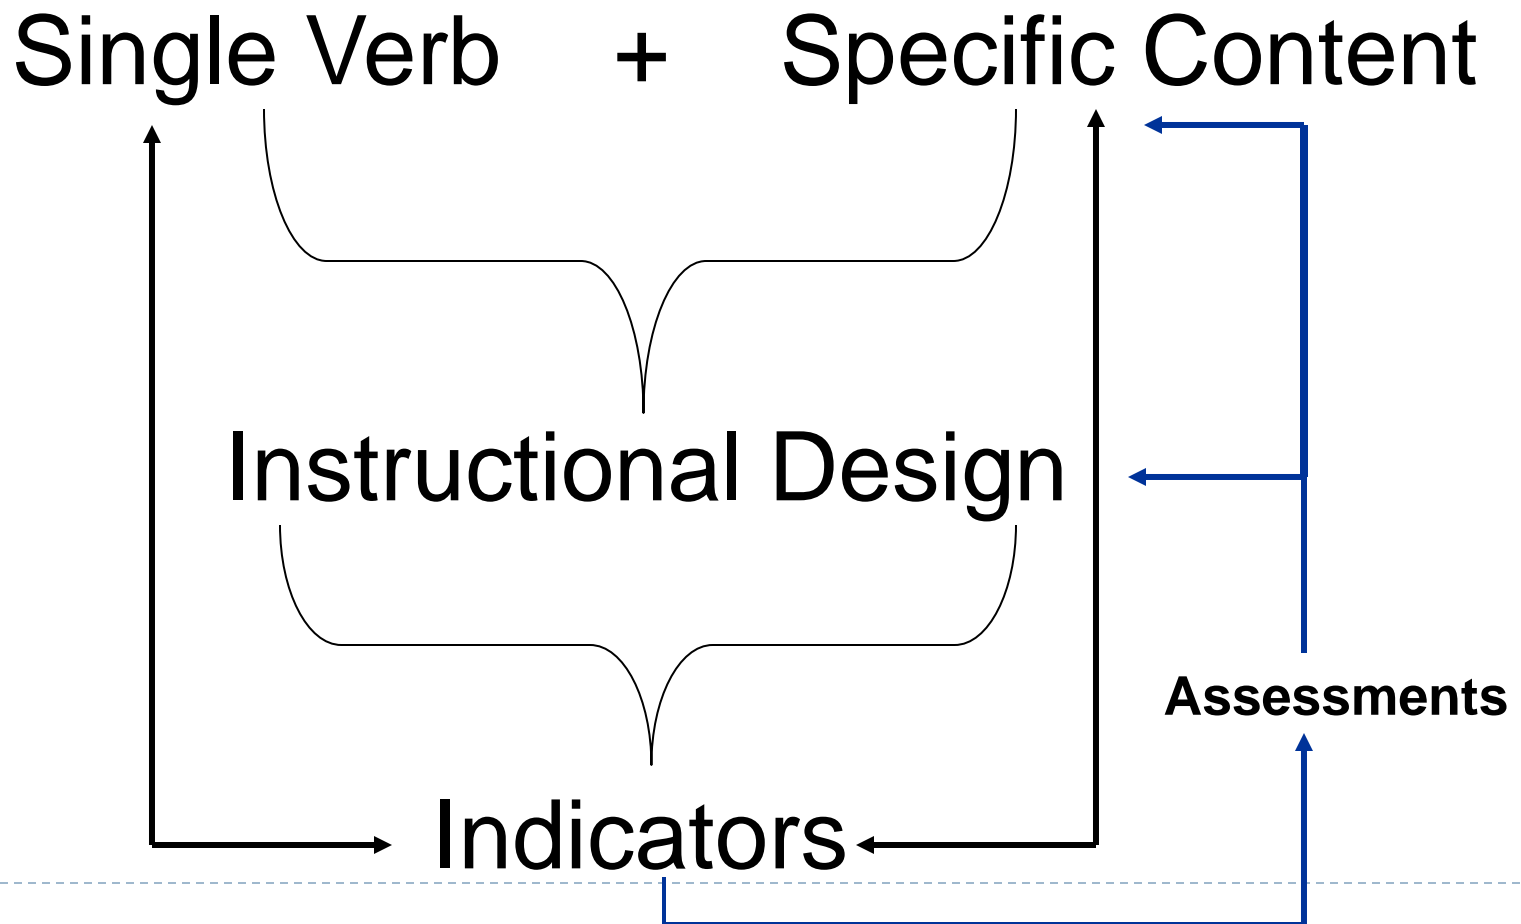 Single Verb + Specific Content
Instructional Design
Assessments
Indicators